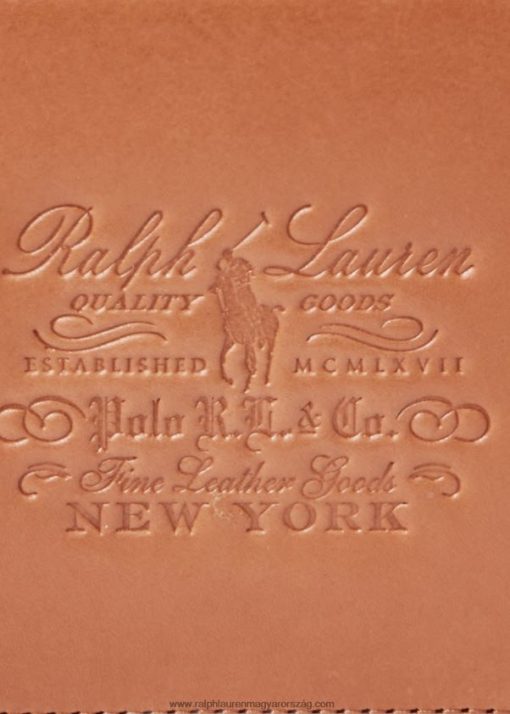 Ralph Lauren
QUALITY GOODS
ESTABLISHED MCMLXVII
Polo R.L. & Co.
Fine Leather Goods
NEW YORK
www.ralphlaurenmagyarország.com